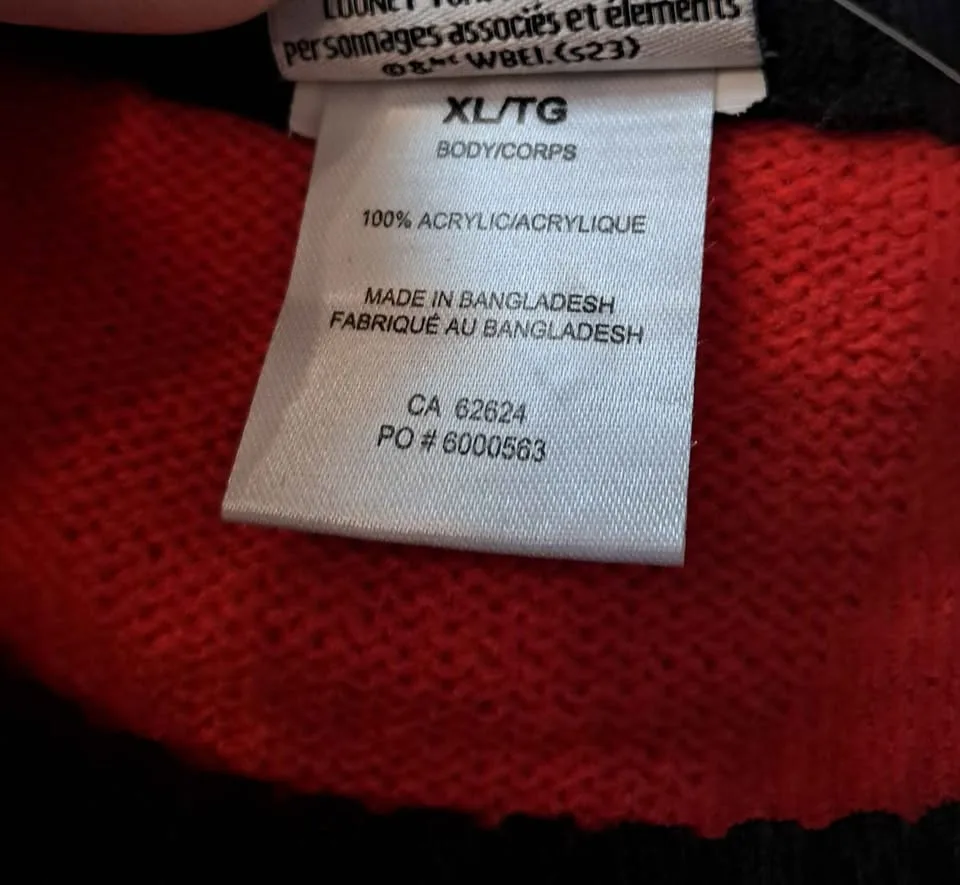 LOONEY
personnages associés et éléments
©&™ WBEI. (s23)
XL/TG
BODY/CORPS
100% ACRYLIC/ACRYLIQUE
MADE IN BANGLADESH
FABRIQUÉ AU BANGLADESH
CA 62624
PO # 6000563